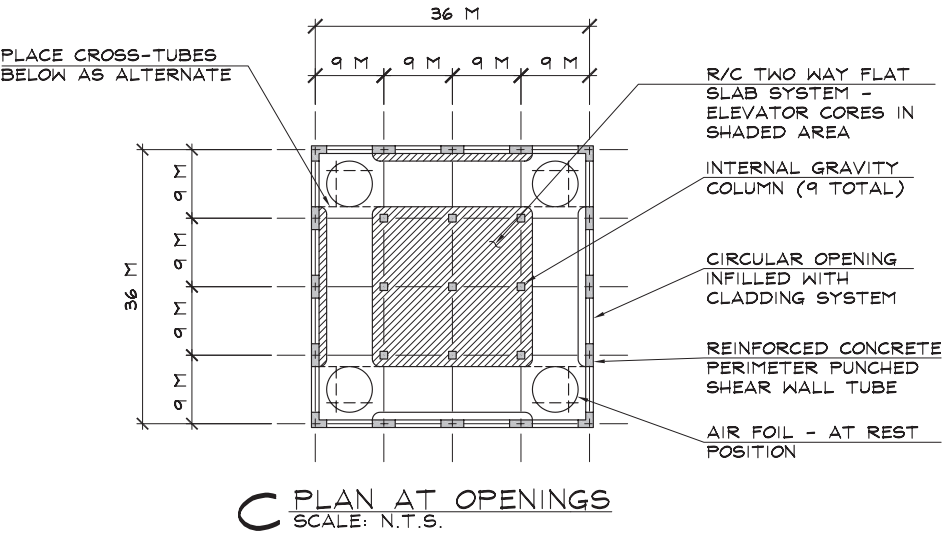 36 M
9 M 9 M 9 M 9 M
PLACE CROSS-TUBES
BELOW AS ALTERNATE
R/C TWO WAY FLAT
SLAB SYSTEM -
ELEVATOR CORES IN
SHADED AREA
INTERNAL GRAVITY
COLUMN (9 TOTAL)
CIRCULAR OPENING
INFILLED WITH
CLADDING SYSTEM
REINFORCED CONCRETE
PERIMETER PUNCHED
SHEAR WALL TUBE
AIR FOIL - AT REST
POSITION
36 M
9 M
9 M
9 M
9 M
C PLAN AT OPENINGS
SCALE: N.T.S.